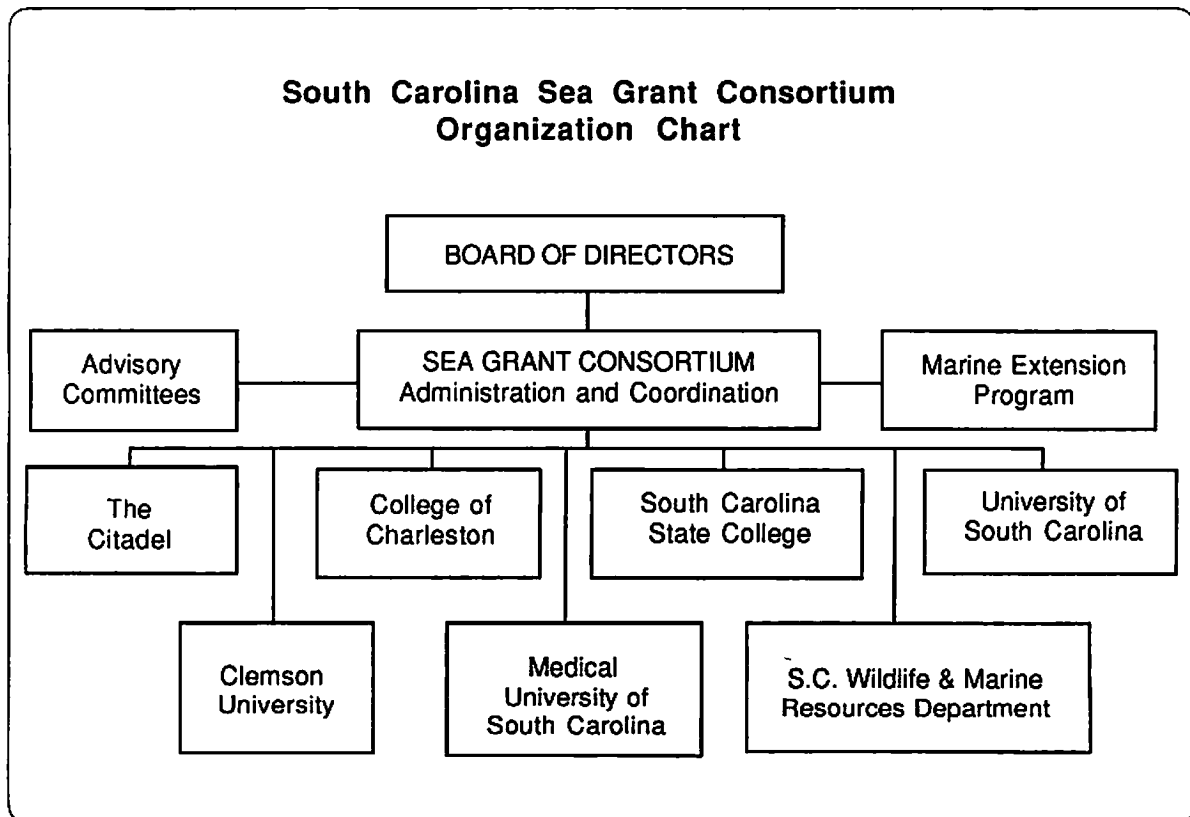 South Carolina Sea Grant Consortium
Organization Chart
BOARD OF DIRECTORS
Advisory
Committees
SEA GRANT CONSORTIUM
Administration and Coordination
Marine Extension
Program
The
Citadel
College of
Charleston
South Carolina
State College
University of
South Carolina
Clemson
University
Medical
University of
South Carolina
S.C. Wildlife & Marine
Resources Department